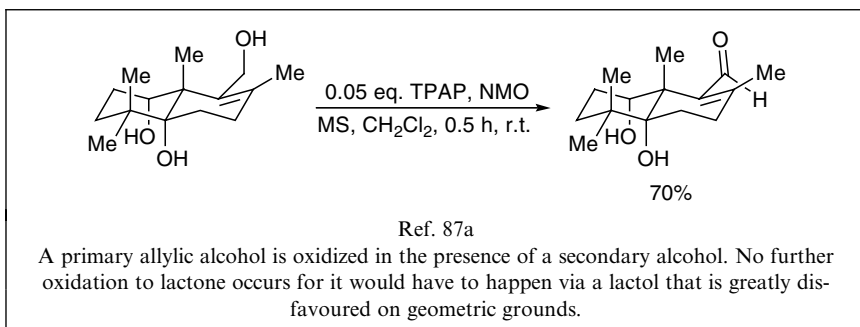 OH
Me
Me
Me
Me
HO
OH
0.05 eq. TPAP, NMO
MS, CH2Cl2, 0.5 h, r.t.
O
Me
Me
Me
H
Me
HO
OH
70%
Ref. 87a
A primary allylic alcohol is oxidized in the presence of a secondary alcohol. No further
oxidation to lactone occurs for it would have to happen via a lactol that is greatly dis-
favoured on geometric grounds.